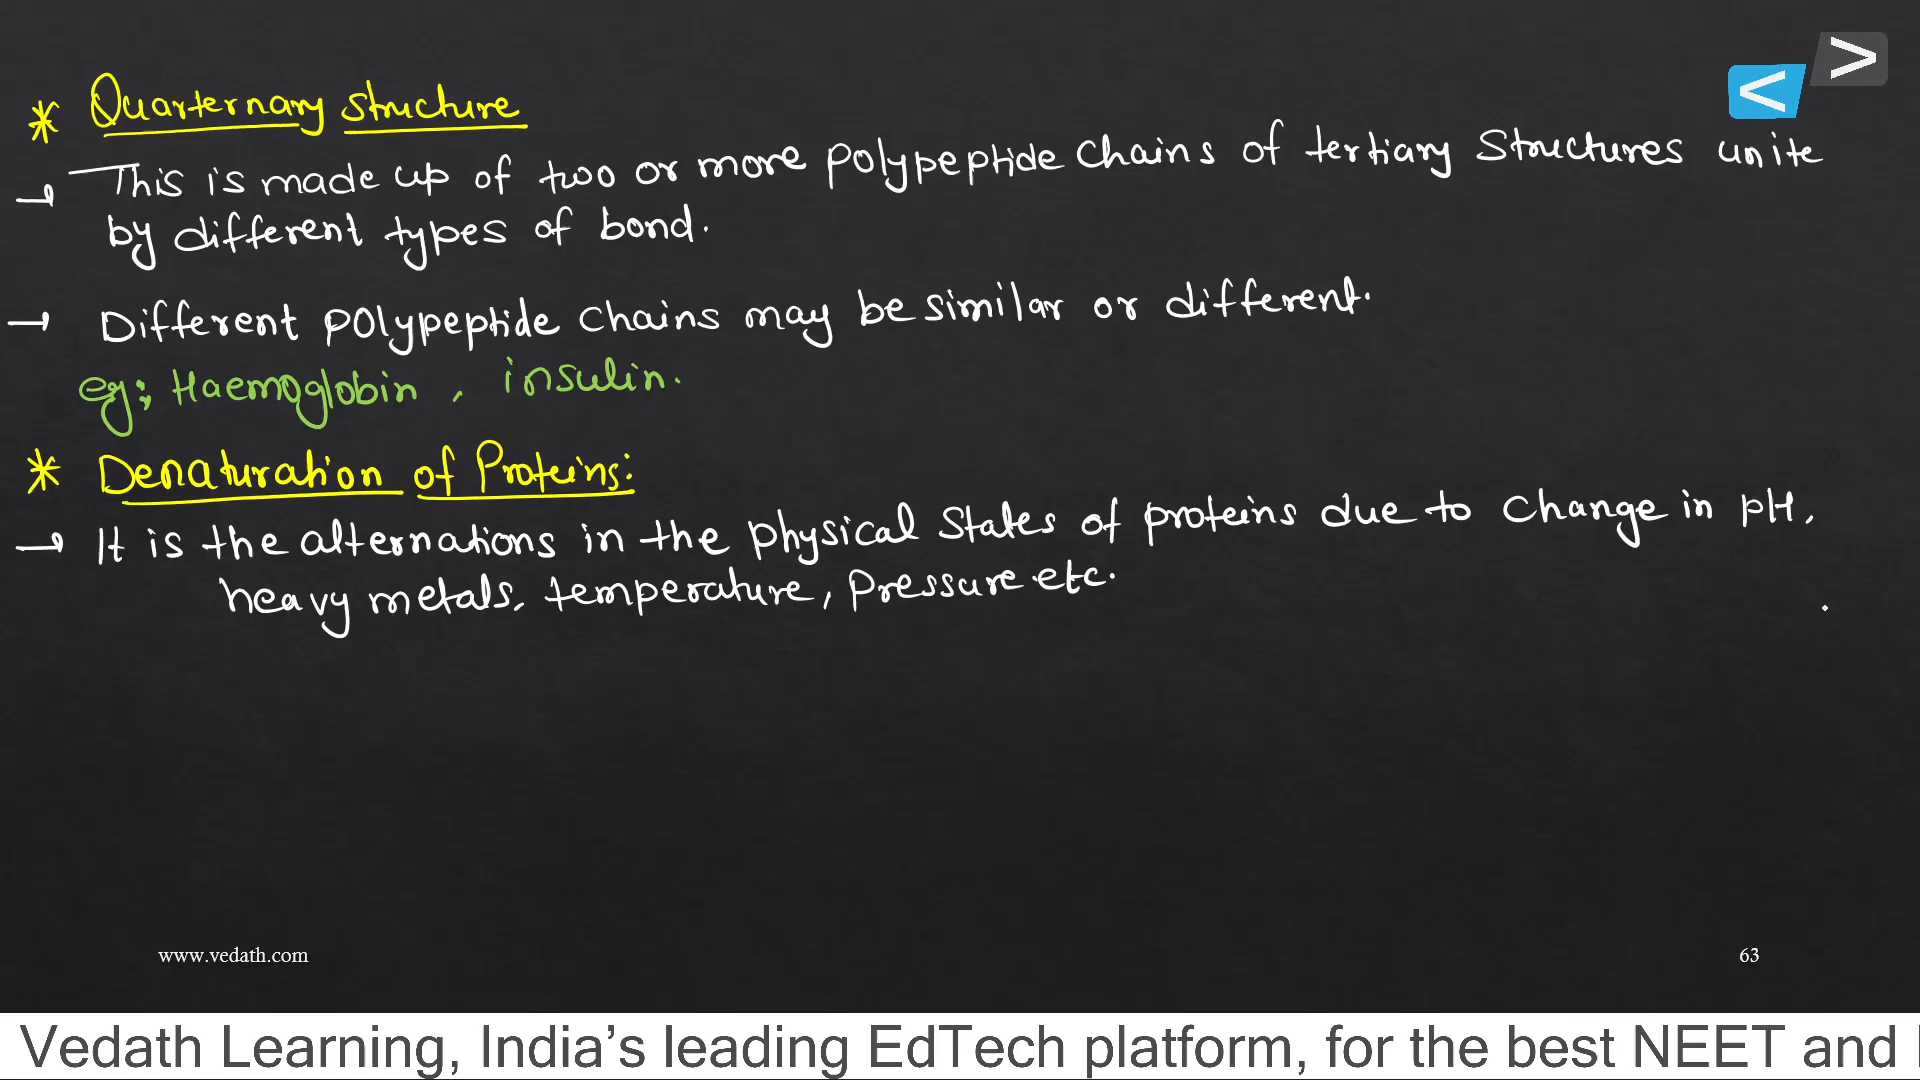 < >
* Quarternary structure
→ This is made up of two or more polypeptide chains of tertiary structures unite
by different types of bond.
→ Different polypeptide chains may be similar or different.
eg; Haemoglobin, insulin.
* Denaturation of Proteins:
→ It is the alternations in the physical states of proteins due to change in pH,
heavy metals, temperature, pressure etc.
www.vedath.com 63
Vedath Learning, India’s leading EdTech platform, for the best NEET and